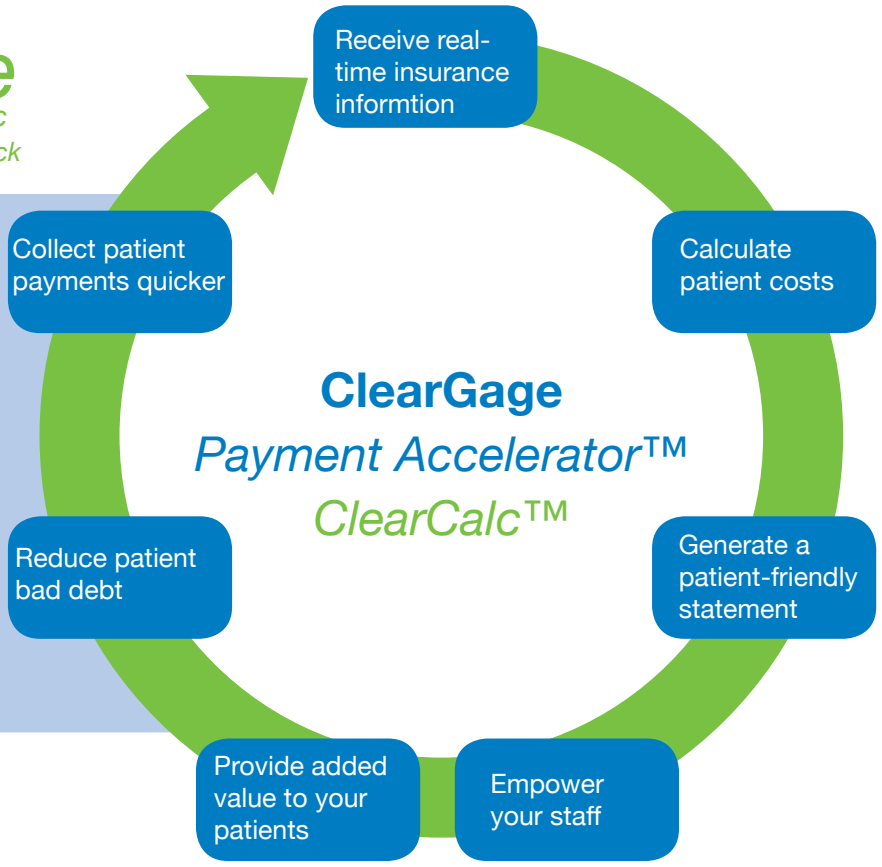 Receive real-
time insurance
informtion
Calculate
patient costs
Generate a
patient-friendly
statement
Empower
your staff
Provide added
value to your
patients
Reduce patient
bad debt
Collect patient
payments quicker
ClearGage
Payment Accelerator™
ClearCalc™